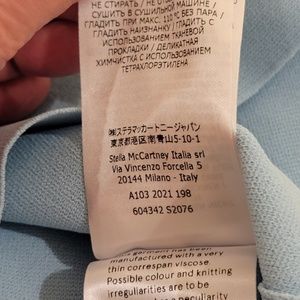 НЕ СТИРАТЬ / НЕ ОТ
СУШИТЬ В СУШИЛЬНОЙ МАШИНЕ /
ГЛАДИТЬ ПРИ МАКС. 110 °C БЕЗ ПАРА /
ГЛАДИТЬ НАИЗНАНКУ / ГЛАДИТЬ С
ИСПОЛЬЗОВАНИЕМ ТКАНЕВОЙ
ПРОКЛАДКИ / ДЕЛИКАТНАЯ
ХИМЧИСТКА С ИСПОЛЬЗОВАНИЕМ
ТЕТРАХЛОРЭТИЛЕНА
㈱ステラマッカートニージャパン
東京都港区南青山5-10-1
Stella McCartney Italia srl
Via Vincenzo Forcella 5
20144 Milano - Italy
A103 2021 198
604342 S2076
garment has been
manufactured with a very
thin correspan viscose
Possible colour and knitting
irregularities are to be